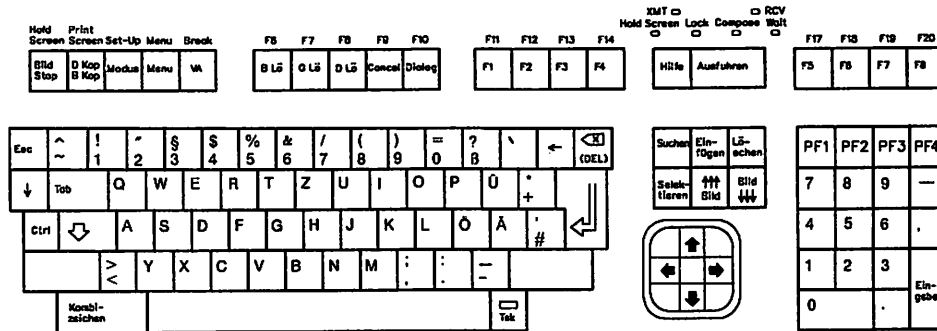 XMT RCV
Hold Print Hold Screen Lock Compose Wait
Screen Screen Set-Up Menu Break F6 F7 F8 F9 F10 F11 F12 F13 F14 F17 F18 F19 F20
Bild D Kop Modus Menu VA B Lö G Lö D Lö Cancel Dialog F1 F2 F3 F4 Hilfe Ausfuhren F5 F6 F7 F8
Stop B Kop
Esc ^ ! " § $ % & / ( ) = ? ` ←
~ 1 2 3 4 5 6 7 8 9 0 ß (DEL)
Suchen Ein- Lö-
fügen schen
PF1 PF2 PF3 PF4
↓ Tab Q W E R T Z U I O P Ü *
+
Selek- ↑↑↑ Bild
tieren Bild ↓↓↓
7 8 9 —
Ctrl A S D F G H J K L Ö Ä '
#
4 5 6 ,
> Y X C V B N M ; : —
< , . -
1 2 3 Ein-
gabe
Kombi-
zeichen
Tsk
0 .